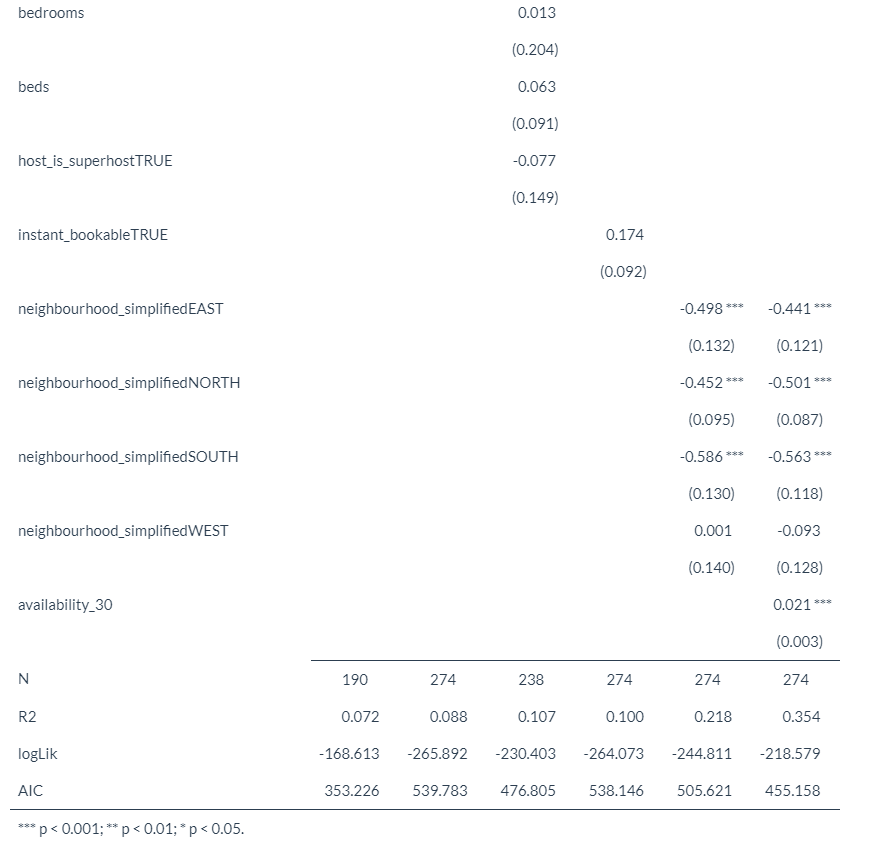 bedrooms 0.013
(0.204)
beds 0.063
(0.091)
host_is_superhostTRUE -0.077
(0.149)
instant_bookableTRUE 0.174
(0.092)
neighbourhood_simplifiedEAST -0.498 *** -0.441 ***
(0.132) (0.121)
neighbourhood_simplifiedNORTH -0.452 *** -0.501 ***
(0.095) (0.087)
neighbourhood_simplifiedSOUTH -0.586 *** -0.563 ***
(0.130) (0.118)
neighbourhood_simplifiedWEST 0.001 -0.093
(0.140) (0.128)
availability_30 0.021 ***
(0.003)
N 190 274 238 274 274 274
R2 0.072 0.088 0.107 0.100 0.218 0.354
logLik -168.613 -265.892 -230.403 -264.073 -244.811 -218.579
AIC 353.226 539.783 476.805 538.146 505.621 455.158
*** p < 0.001; ** p < 0.01; * p < 0.05.